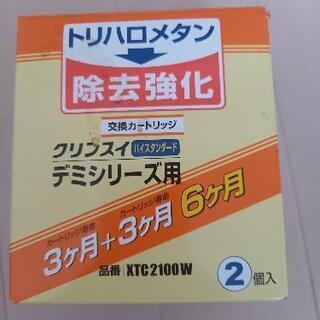 トリハロメタン
除去強化
交換カートリッジ
クリンスイ ハイスタンダード
デミシリーズ用
カートリッジ寿命 カートリッジ寿命
3ヶ月+3ヶ月 6ヶ月
品番 XTC2100W
2個入